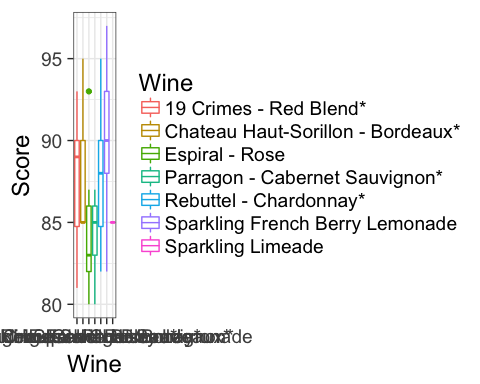 95
90
85
80
Score
Wine
19 Crimes - Red Blend*
Chateau Haut-Sorillon - Bordeaux*
Espiral - Rose
Parragon - Cabernet Sauvignon*
Rebuttel - Chardonnay*
Sparkling French Berry Lemonade
Sparkling Limeade
Wine